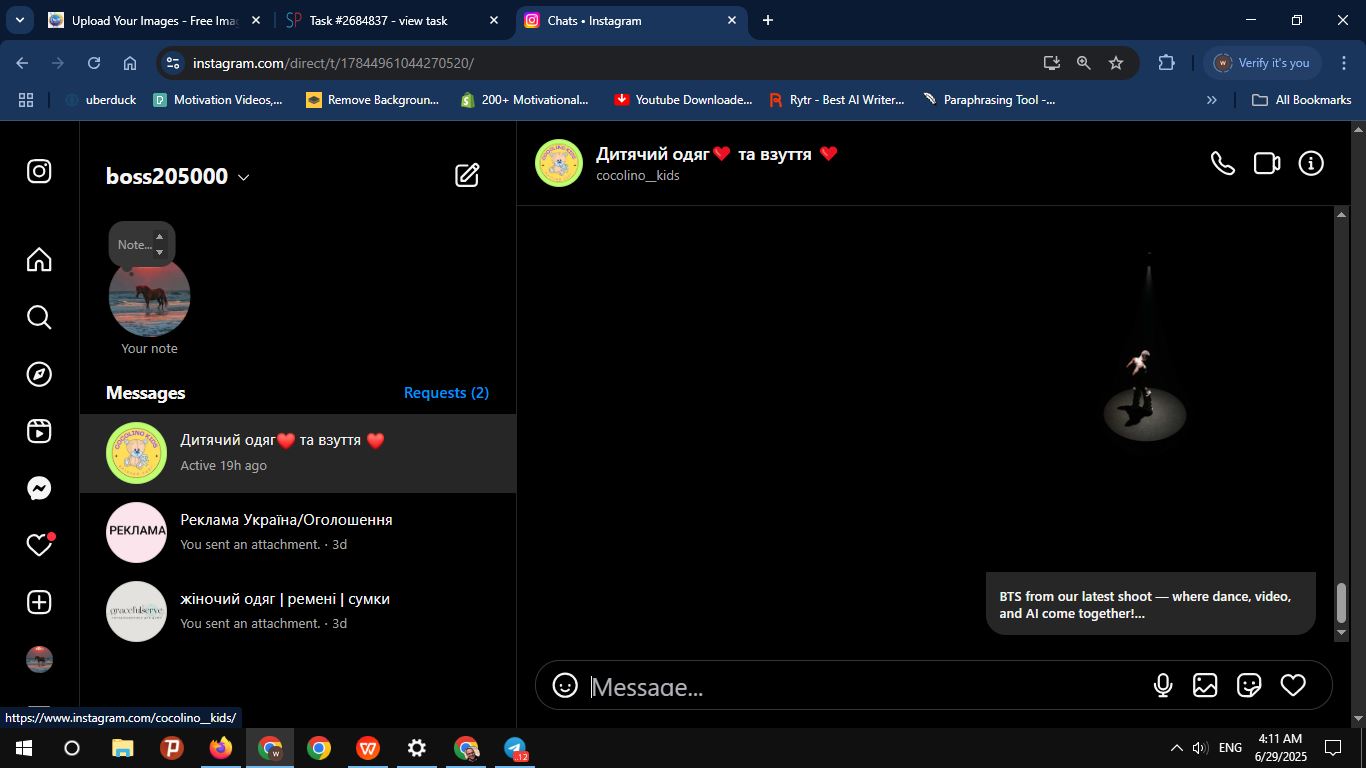 Upload Your Images - Free Imag
Task #2684837 - view task
Chats • Instagram
instagram.com/direct/t/17844961044270520/
Verify it's you
uberduck
Motivation Videos,...
Remove Backgroun...
200+ Motivational...
Youtube Downloade...
Rytr - Best AI Writer...
Paraphrasing Tool -...
All Bookmarks
boss205000
Note...
Your note
Messages
Requests (2)
Дитячий одяг❤️ та взуття ❤️
Active 19h ago
Реклама Україна/Оголошення
You sent an attachment. · 3d
жіночий одяг | ремені | сумки
You sent an attachment. · 3d
РЕКЛАМА
COCOLINO KIDS
gracefulserve
Дитячий одяг❤️ та взуття ❤️
cocolino__kids
BTS from our latest shoot — where dance, video,
and AI come together!...
Message...
https://www.instagram.com/cocolino__kids/
12
ENG
4:11 AM
6/29/2025